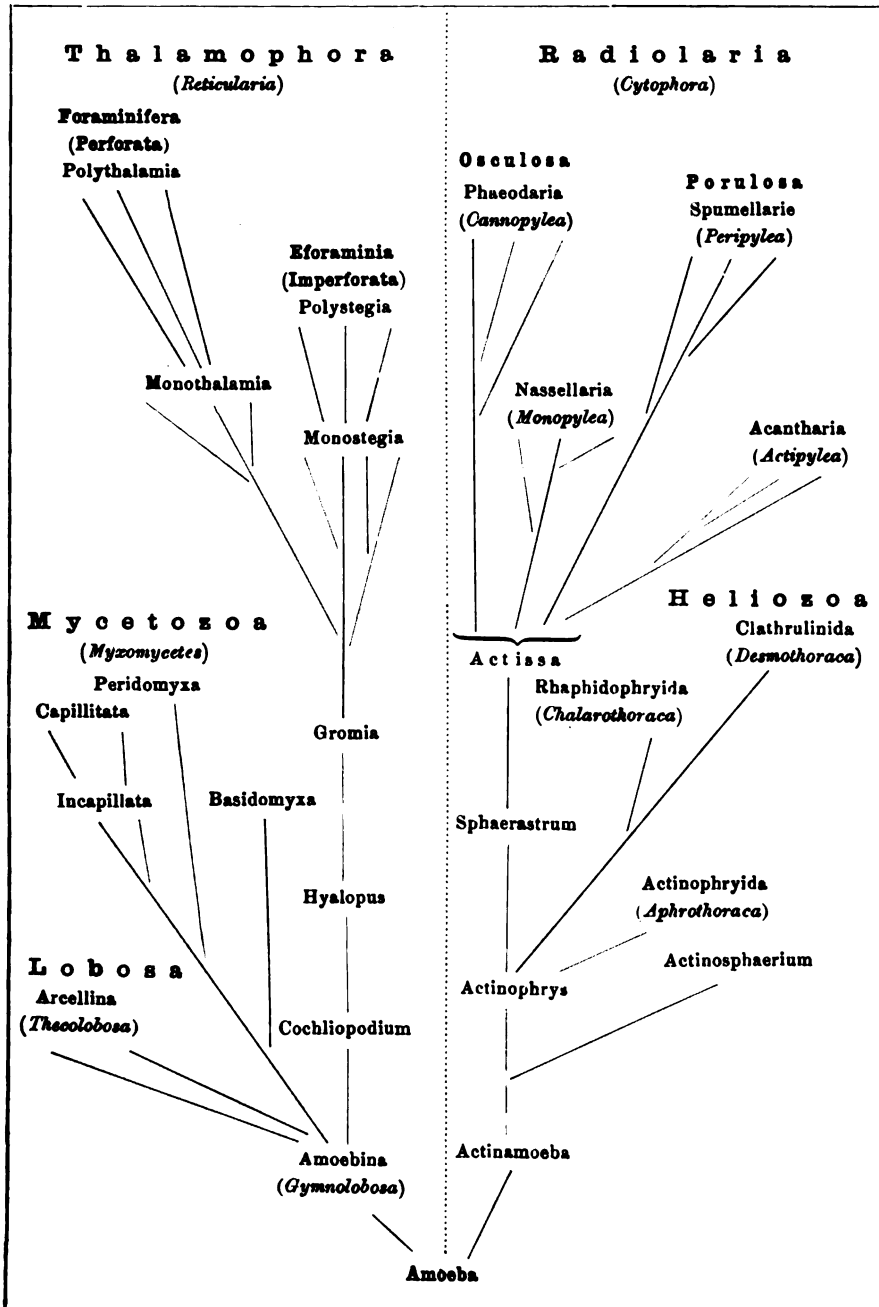 Thalamophora
(Reticularia)
Foraminifera
(Perforata)
Polythalamia
Eforaminia
(Imperforata)
Polystegia
Monothalamia
Monostegia
Mycetozoa
(Myxomycetes)
Peridomyxa
Capillitata
Gromia
Incapillata
Basidomyxa
Hyalopus
Lobosa
Arcellina
(Thecolobosa)
Cochliopodium
Amoebina
(Gymnolobosa)
Radiolaria
(Cytophora)
Osculosa
Phaeodaria
(Cannopylea)
Porulosa
Spumellarie
(Peripylea)
Nassellaria
(Monopylea)
Acantharia
(Actipylea)
Heliozoa
Clathrulinida
(Desmothoraca)
Actissa
Rhaphidophryida
(Chalarothoraca)
Sphaerastrum
Actinophryida
(Aphrothoraca)
Actinosphaerium
Actinophrys
Actinamoeba
Amoeba